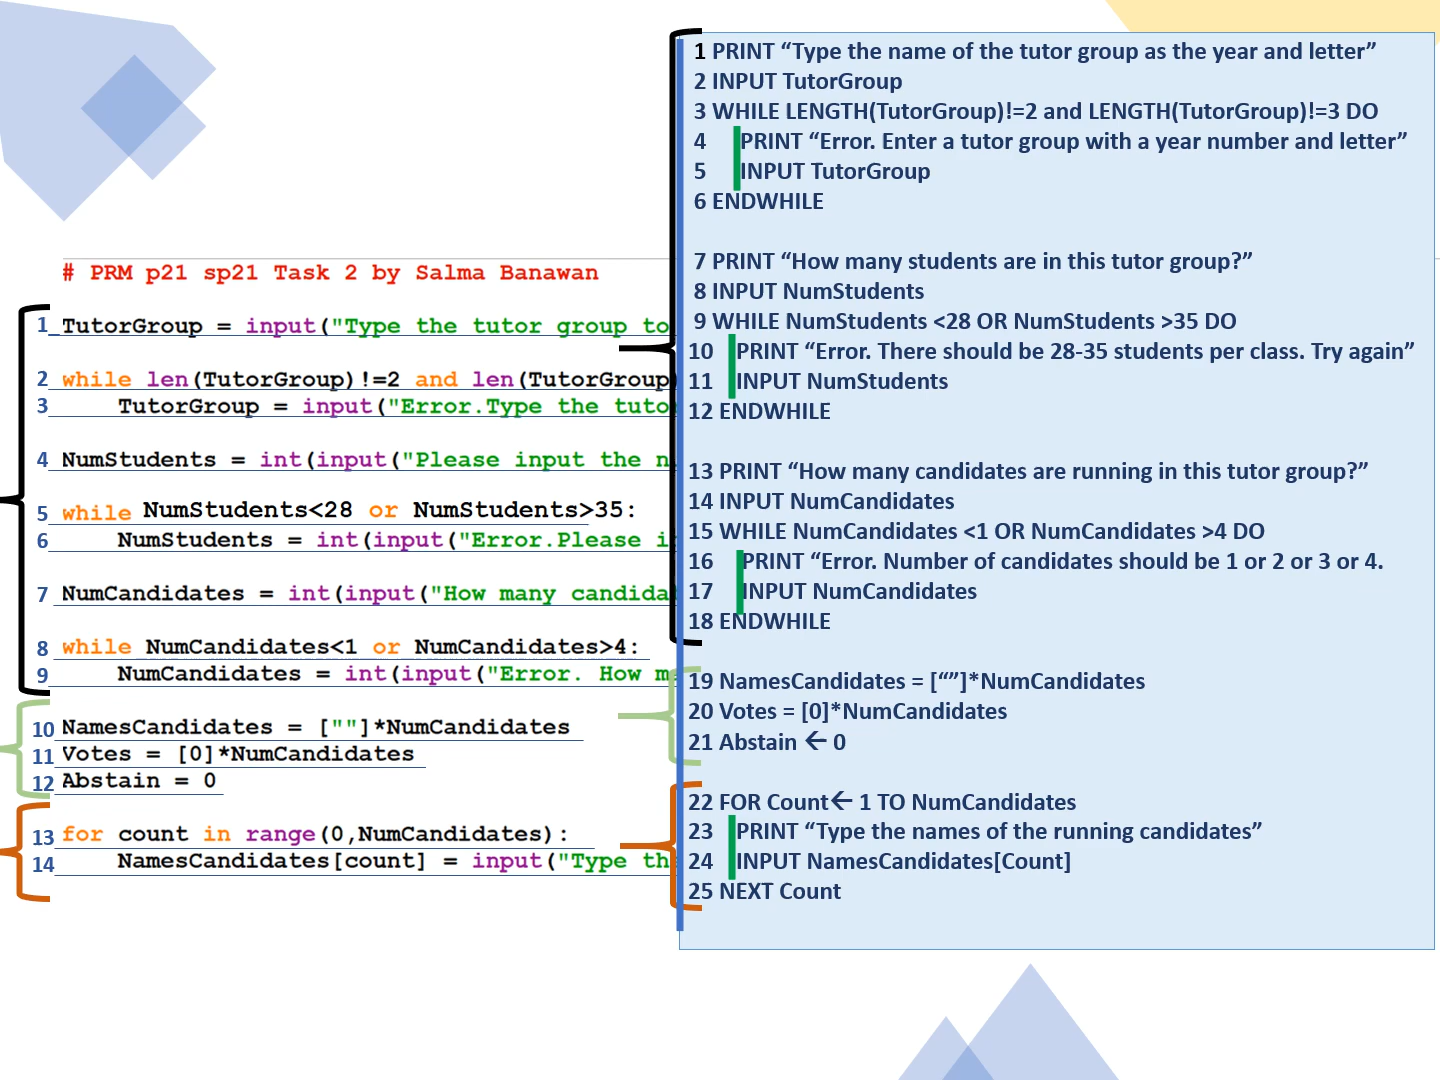 # PRM p21 sp21 Task 2 by Salma Banawan
1 TutorGroup = input("Type the tutor group to
2 while len(TutorGroup)!=2 and len(TutorGroup)
3 TutorGroup = input("Error.Type the tuto
4 NumStudents = int(input("Please input the n
5 while NumStudents<28 or NumStudents>35:
6 NumStudents = int(input("Error.Please i
7 NumCandidates = int(input("How many candida
8 while NumCandidates<1 or NumCandidates>4:
9 NumCandidates = int(input("Error. How m
10 NamesCandidates = [""]*NumCandidates
11 Votes = [0]*NumCandidates
12 Abstain = 0
13 for count in range(0,NumCandidates):
14 NamesCandidates[count] = input("Type th
1 PRINT “Type the name of the tutor group as the year and letter”
2 INPUT TutorGroup
3 WHILE LENGTH(TutorGroup)!=2 and LENGTH(TutorGroup)!=3 DO
4 PRINT “Error. Enter a tutor group with a year number and letter”
5 INPUT TutorGroup
6 ENDWHILE
7 PRINT “How many students are in this tutor group?”
8 INPUT NumStudents
9 WHILE NumStudents <28 OR NumStudents >35 DO
10 PRINT “Error. There should be 28-35 students per class. Try again”
11 INPUT NumStudents
12 ENDWHILE
13 PRINT “How many candidates are running in this tutor group?”
14 INPUT NumCandidates
15 WHILE NumCandidates <1 OR NumCandidates >4 DO
16 PRINT “Error. Number of candidates should be 1 or 2 or 3 or 4.
17 INPUT NumCandidates
18 ENDWHILE
19 NamesCandidates = [“”]*NumCandidates
20 Votes = [0]*NumCandidates
21 Abstain ← 0
22 FOR Count← 1 TO NumCandidates
23 PRINT “Type the names of the running candidates”
24 INPUT NamesCandidates[Count]
25 NEXT Count